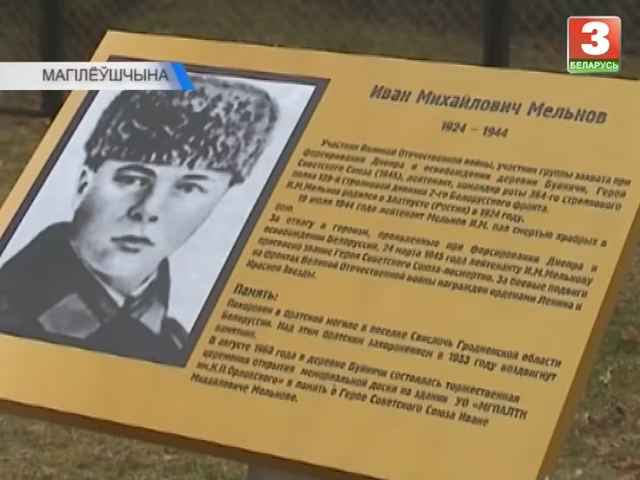 МАГІЛЁЎШЧЫНА
3
БЕЛАРУСЬ
Иван Михайлович Мельнов
1924 – 1944
Участник Великой Отечественной войны, участник группы захвата при
форсировании Днепра и освобождении деревни Буйничи, Герой
Советского Союза (1945), лейтенант, командир роты 364-го стрелкового
полка 139-й стрелковой дивизии 2-го Белорусского фронта.
И.М.Мельнов родился в Златоусте (Россия) в 1924 году.
19 июля 1944 года лейтенант Мельнов И.М. пал смертью храбрых в
бою.
За отвагу и героизм, проявленные при форсировании Днепра и
освобождении Белоруссии, 24 марта 1945 года лейтенанту И.М.Мельнову
присвоено звание Героя Советского Союза-посмертно. За боевые подвиги
на фронтах Великой Отечественной войны награжден орденами Ленина и
Красной Звезды.
Память:
Похоронен в братской могиле в поселке Свислочь Гродненской области
Белоруссии. Над этим братским захоронением в 1953 году воздвигнут
памятник.
В августе 1968 года в деревне Буйничи состоялась торжественная
церемония открытия мемориальной доски на здании УО «МГПАЛТК
им.К.П.Орловского» в память о Герое Советского Союза Иване
Михайловиче Мельнове.